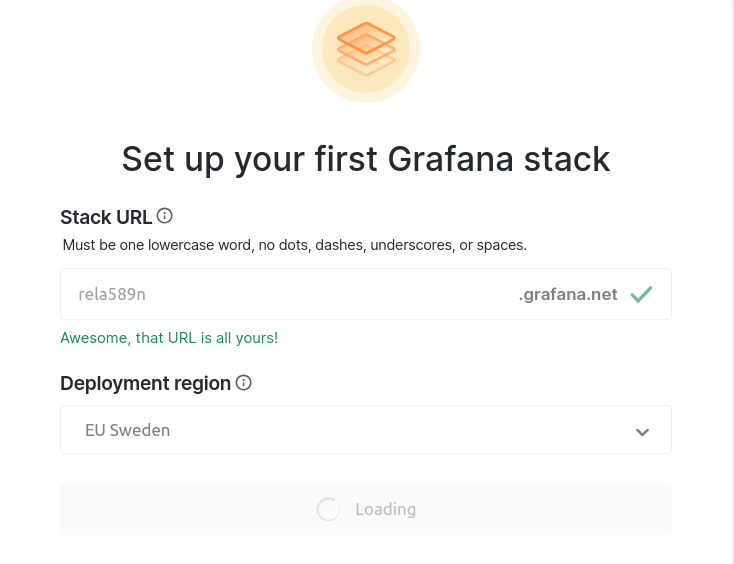 Set up your first Grafana stack
Stack URL
Must be one lowercase word, no dots, dashes, underscores, or spaces.
rela589n .grafana.net
Awesome, that URL is all yours!
Deployment region
EU Sweden
Loading